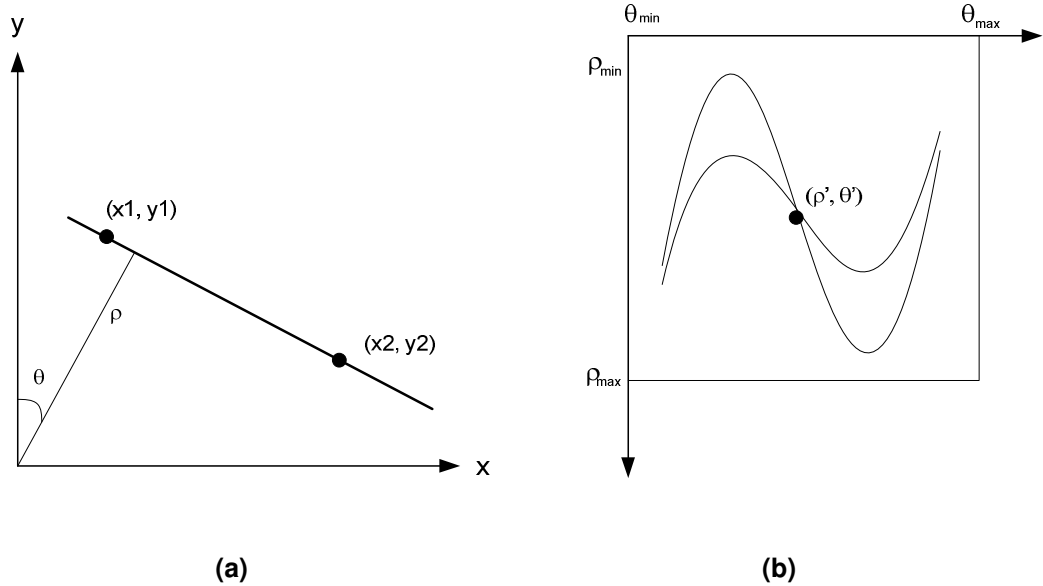 y
(x1, y1)
ρ
(x2, y2)
θ
x
(a)
θmin
θmax
ρmin
(ρ’, θ’)
ρmax
(b)